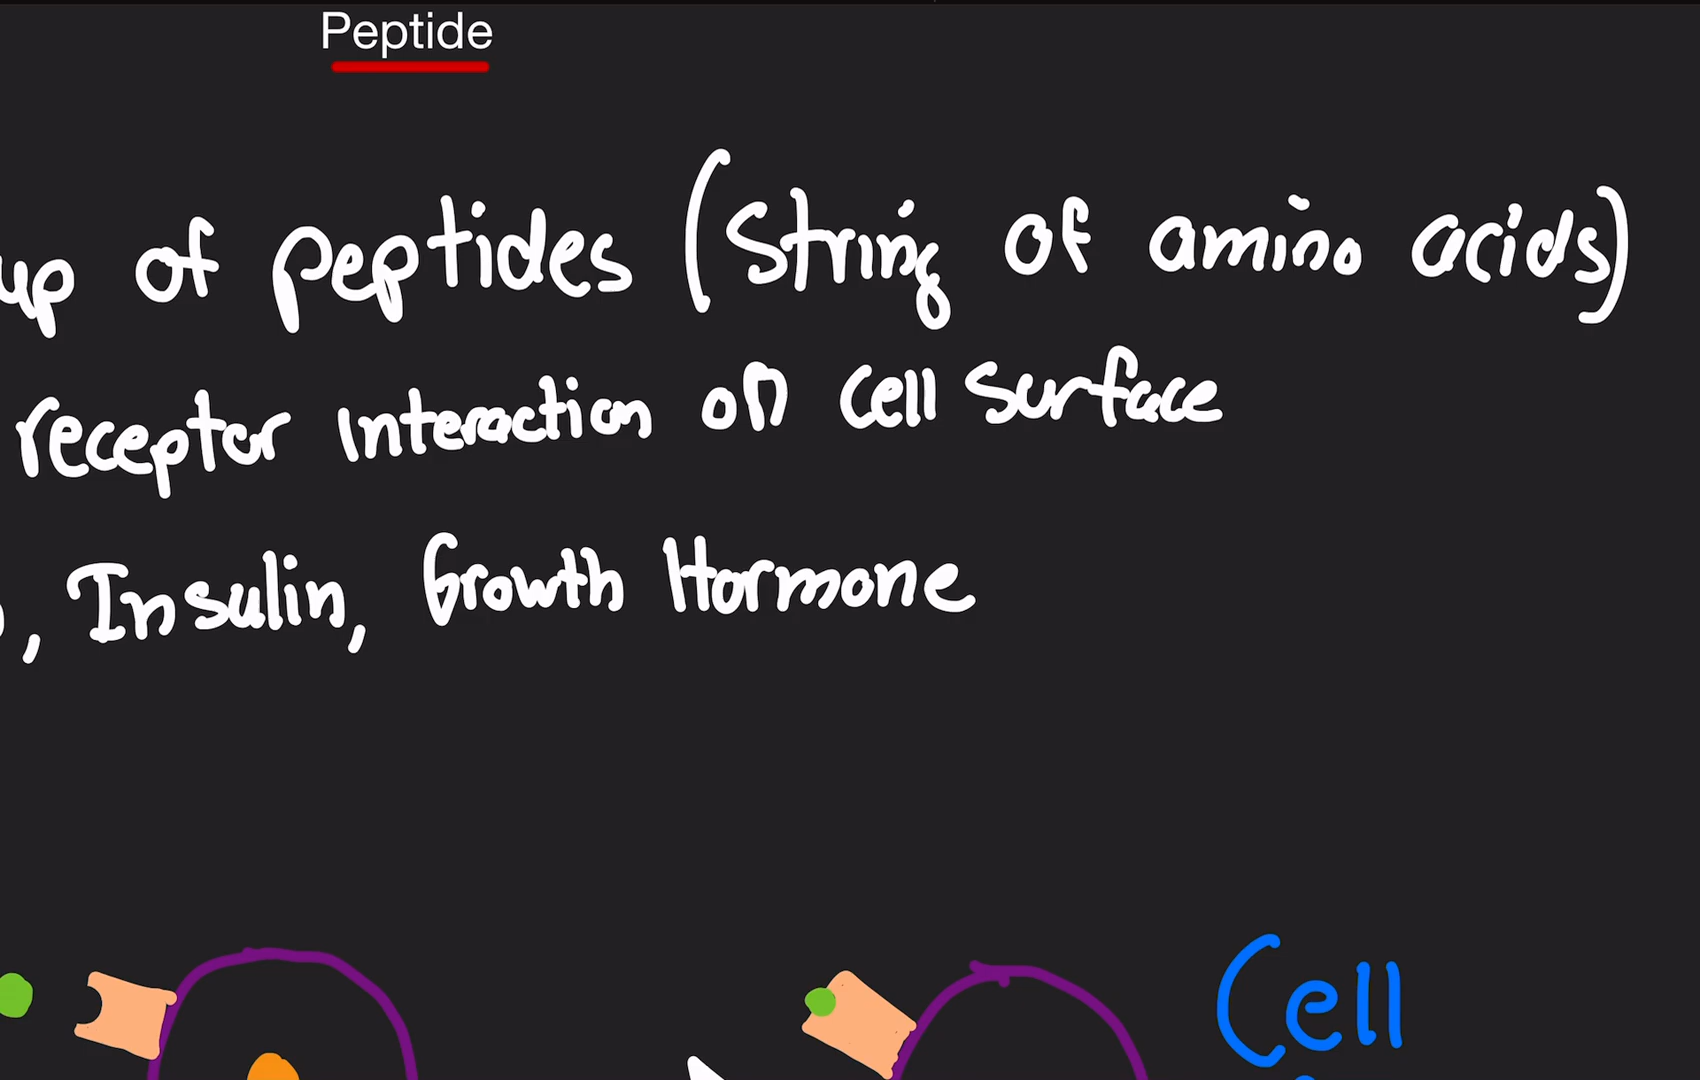 Peptide
up of peptides (string of amino acids)
receptor interaction on cell surface
, Insulin, Growth Hormone
Cell